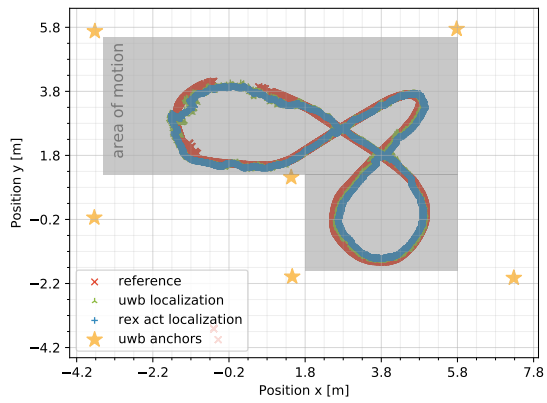 5.8
3.8
1.8
−0.2
−2.2
−4.2
Position y [m]
area of motion
reference
uwb localization
rex act localization
uwb anchors
−4.2 −2.2 −0.2 1.8 3.8 5.8 7.8
Position x [m]